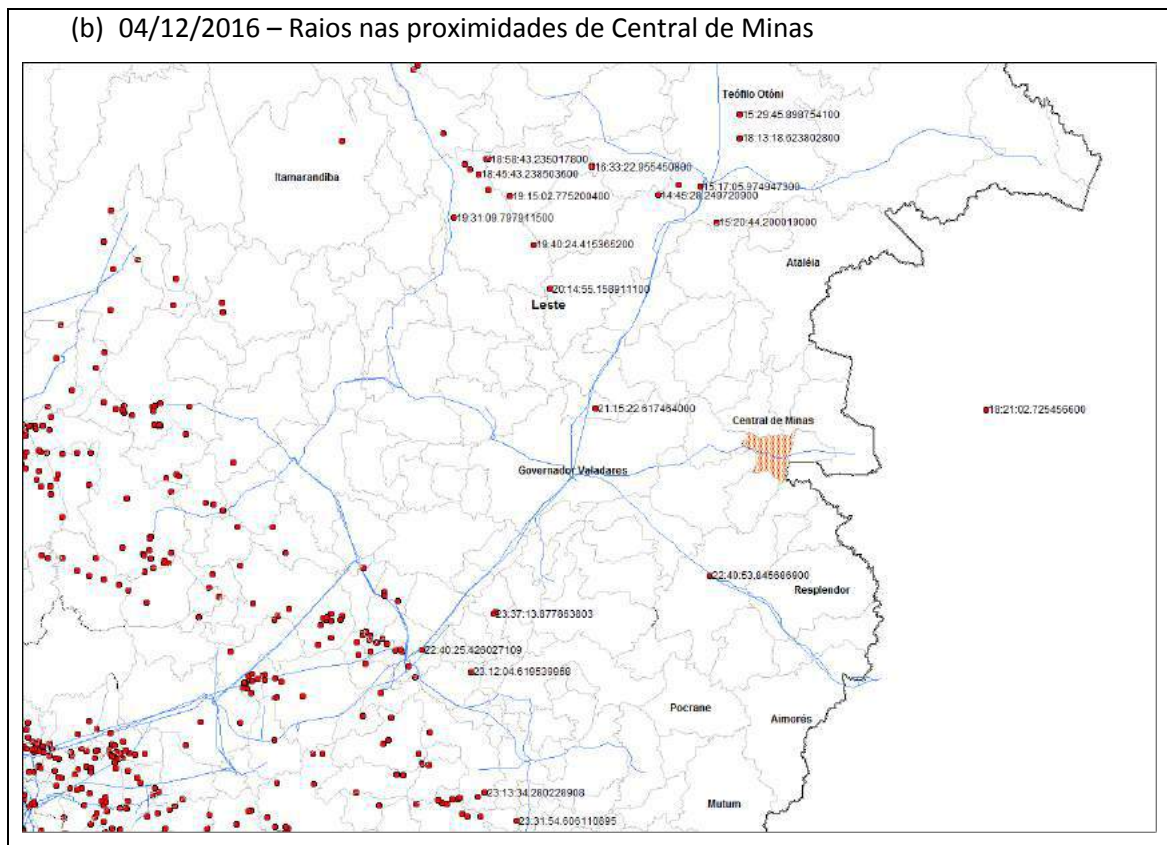 (b) 04/12/2016 – Raios nas proximidades de Central de Minas
Teófilo Otóni
15:29:45.898754100
18:13:18.623802800
18:58:43.235017800
16:33:22.955450800
Itamarandiba
18:45:43.238503600
15:17:05.974947300
19:15:02.775200400
14:45:28.249720900
19:31:09.797911500
15:20:44.200019000
19:40:24.415365200
Ataléia
20:14:55.158911100
Leste
21:15:22.617464000
18:21:02.725456600
Central de Minas
Governador Valadares
22:40:53.845686900
Resplendor
23:37:13.877863803
22:40:25.426027109
23:12:04.619539968
Pocrane
Aimorés
23:13:34.280228908
Mutum
23:31:54.606110895